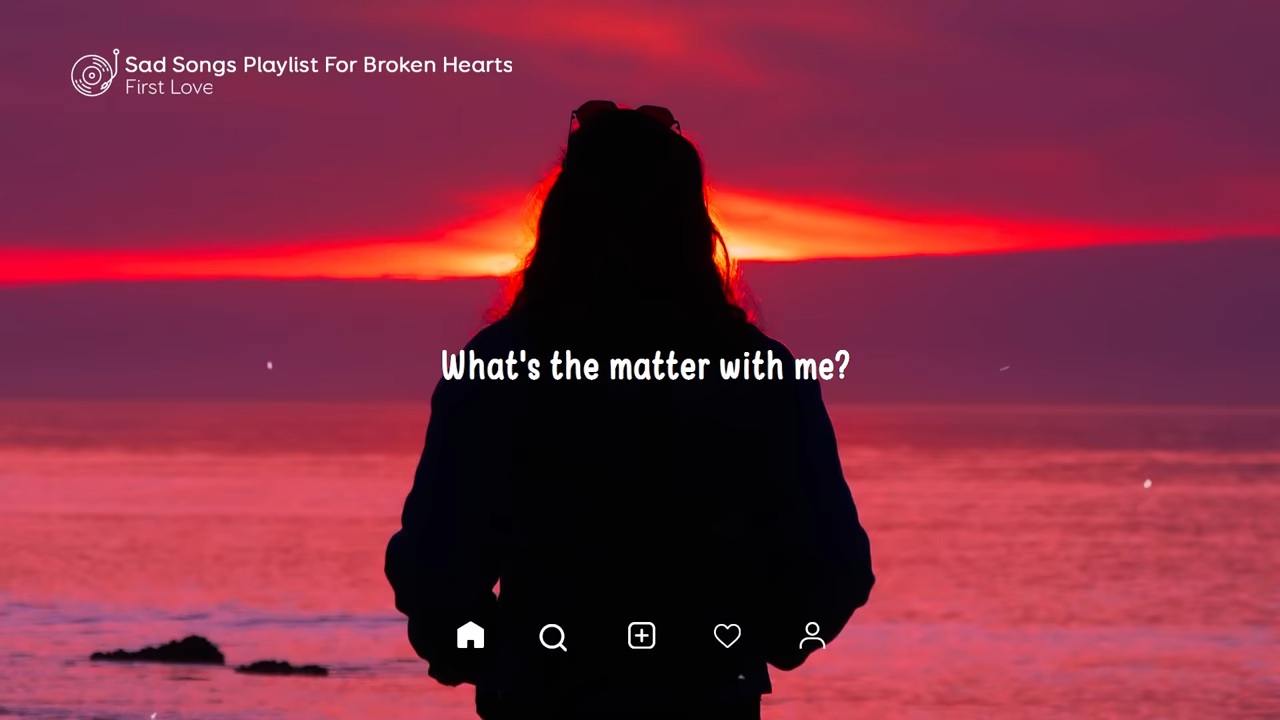 Sad Songs Playlist For Broken Hearts
First Love
What's the matter with me?